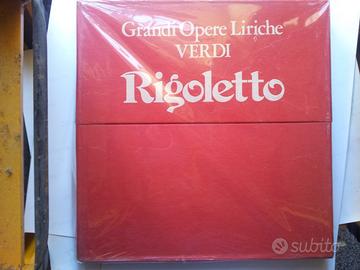 Grandi Opere Liriche
VERDI
Rigoletto
subito